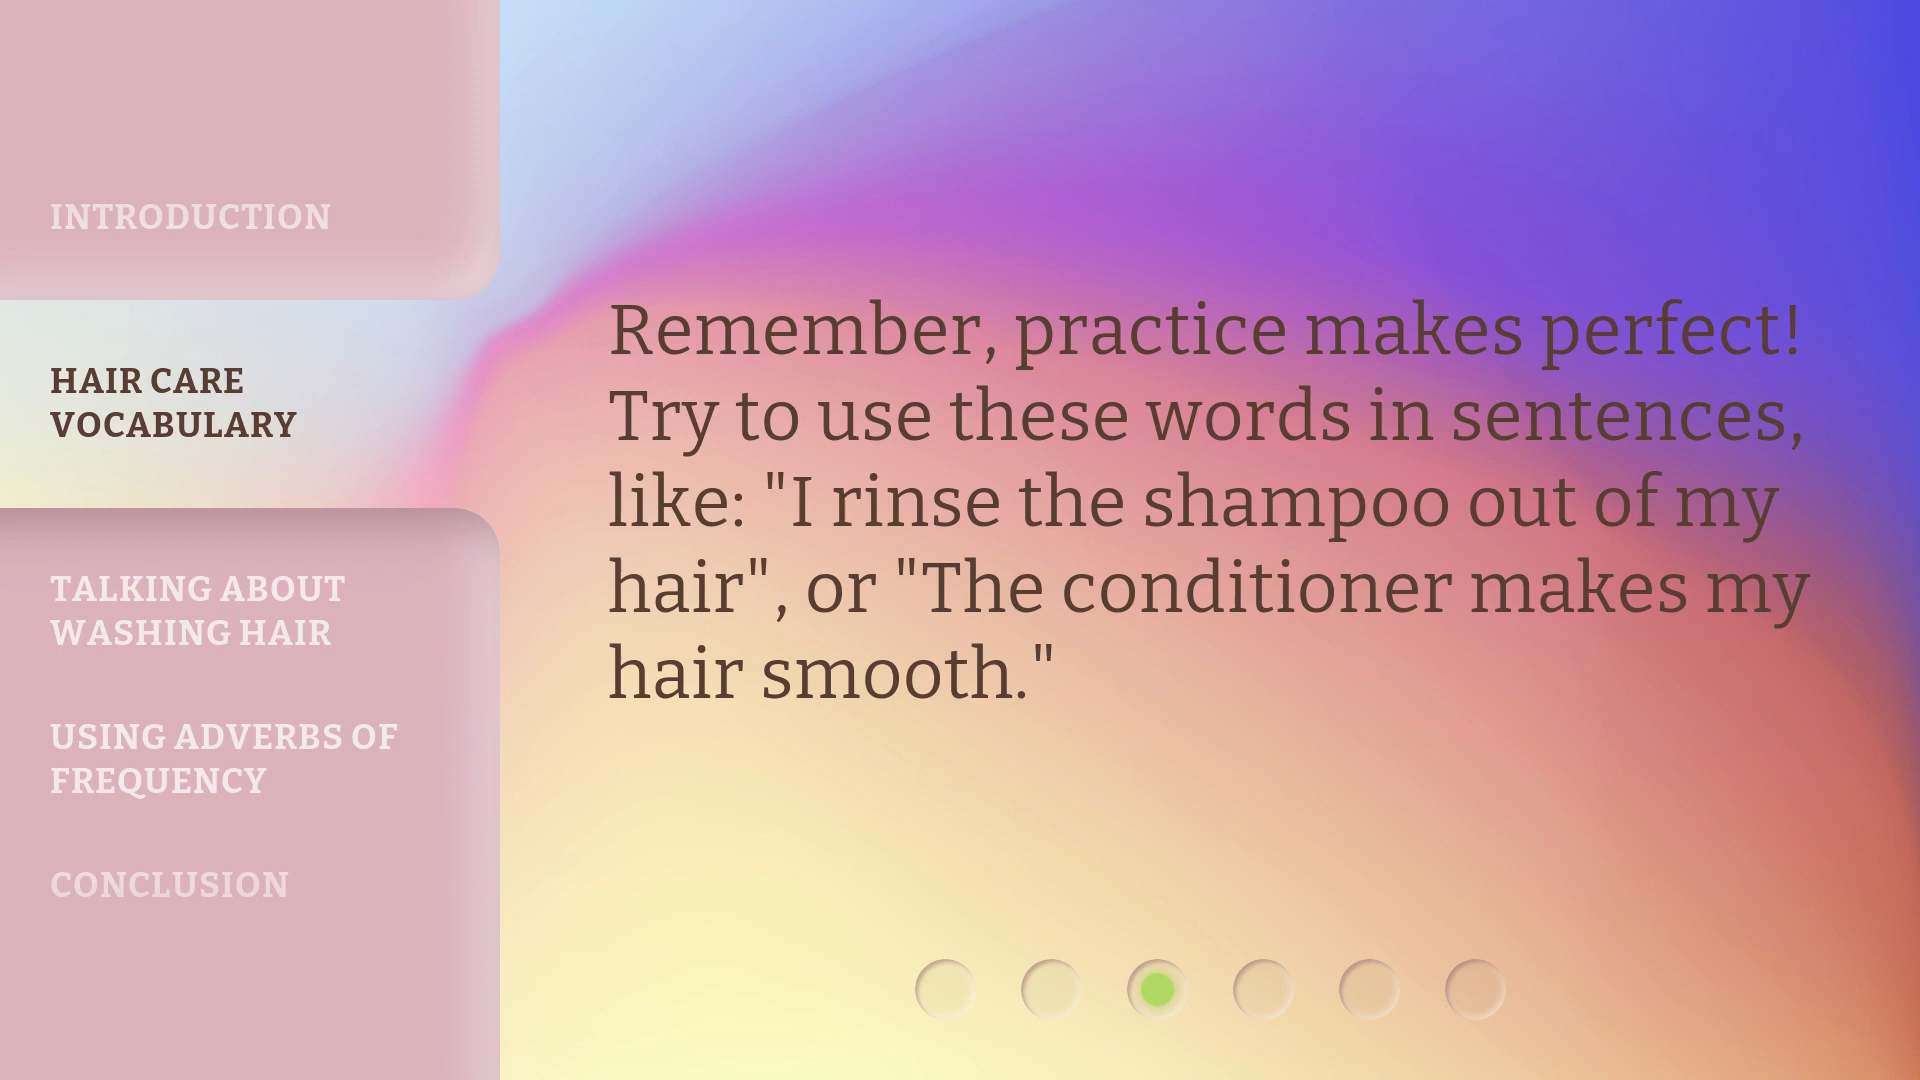 INTRODUCTION
HAIR CARE
VOCABULARY
TALKING ABOUT
WASHING HAIR
USING ADVERBS OF
FREQUENCY
CONCLUSION
Remember, practice makes perfect!
Try to use these words in sentences,
like: "I rinse the shampoo out of my
hair", or "The conditioner makes my
hair smooth."